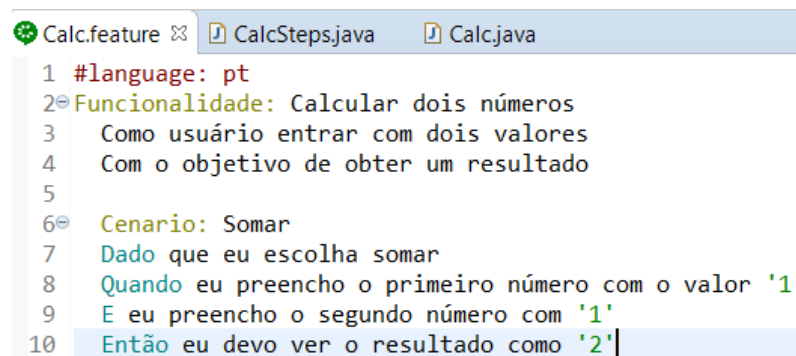 Calc.feature CalcSteps.java Calc.java
1 #language: pt
2 Funcionalidade: Calcular dois números
3 Como usuário entrar com dois valores
4 Com o objetivo de obter um resultado
5
6 Cenario: Somar
7 Dado que eu escolha somar
8 Quando eu preencho o primeiro número com o valor '1
9 E eu preencho o segundo número com '1'
10 Então eu devo ver o resultado como '2'